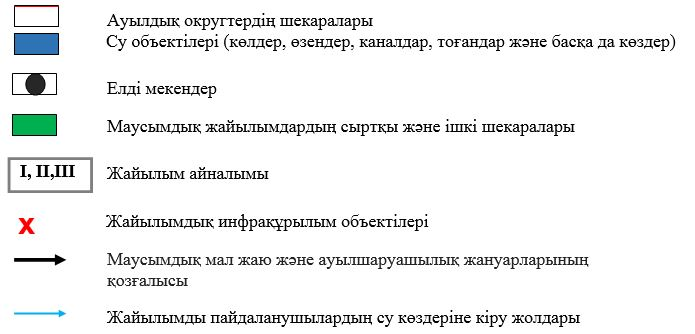 Ауылдық округтердің шекаралары
Су объектілері (көлдер, өзендер, каналдар, тоғандар және басқа да көздер)
Елді мекендер
Маусымдық жайылымдардың сыртқы және ішкі шекаралары
I, II,III Жайылым айналымы
x Жайылымдық инфрақұрылым объектілері
Маусымдық мал жаю және ауылшаруашылық жануарларының
қозғалысы
Жайылымды пайдаланушылардың су көздеріне кіру жолдары